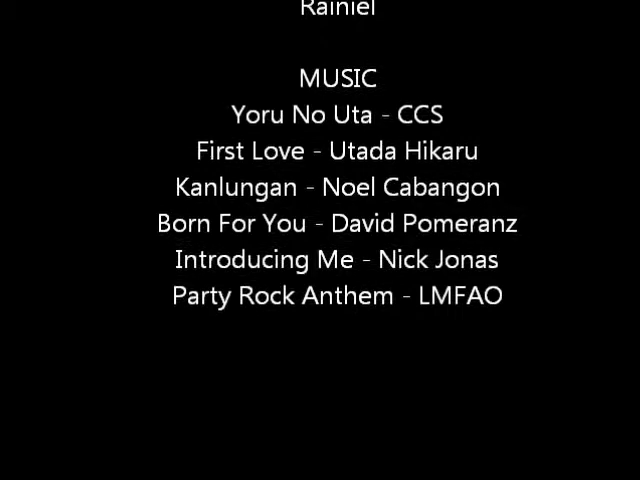 Rainiel
MUSIC
Yoru No Uta - CCS
First Love - Utada Hikaru
Kanlungan - Noel Cabangon
Born For You - David Pomeranz
Introducing Me - Nick Jonas
Party Rock Anthem - LMFAO